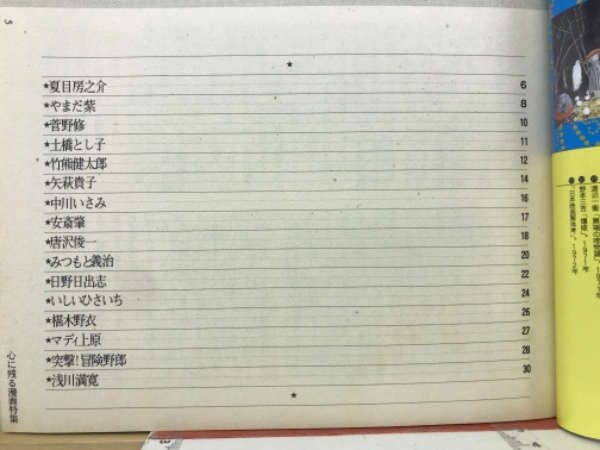 5
★
★夏目房之介 6
★やまだ紫 8
★菅野修 10
★土橋とし子 11
★竹熊健太郎 12
★矢萩貴子 14
★中川いさみ 16
★安斎肇 17
★唐沢俊一 18
★みつもと義治 20
★日野日出志 22
★いしいひさいち 24
★椹木野衣 26
★マディ上原 27
★突撃!冒険野郎 28
★浅川満寛 30
★
心に残る漫画特集